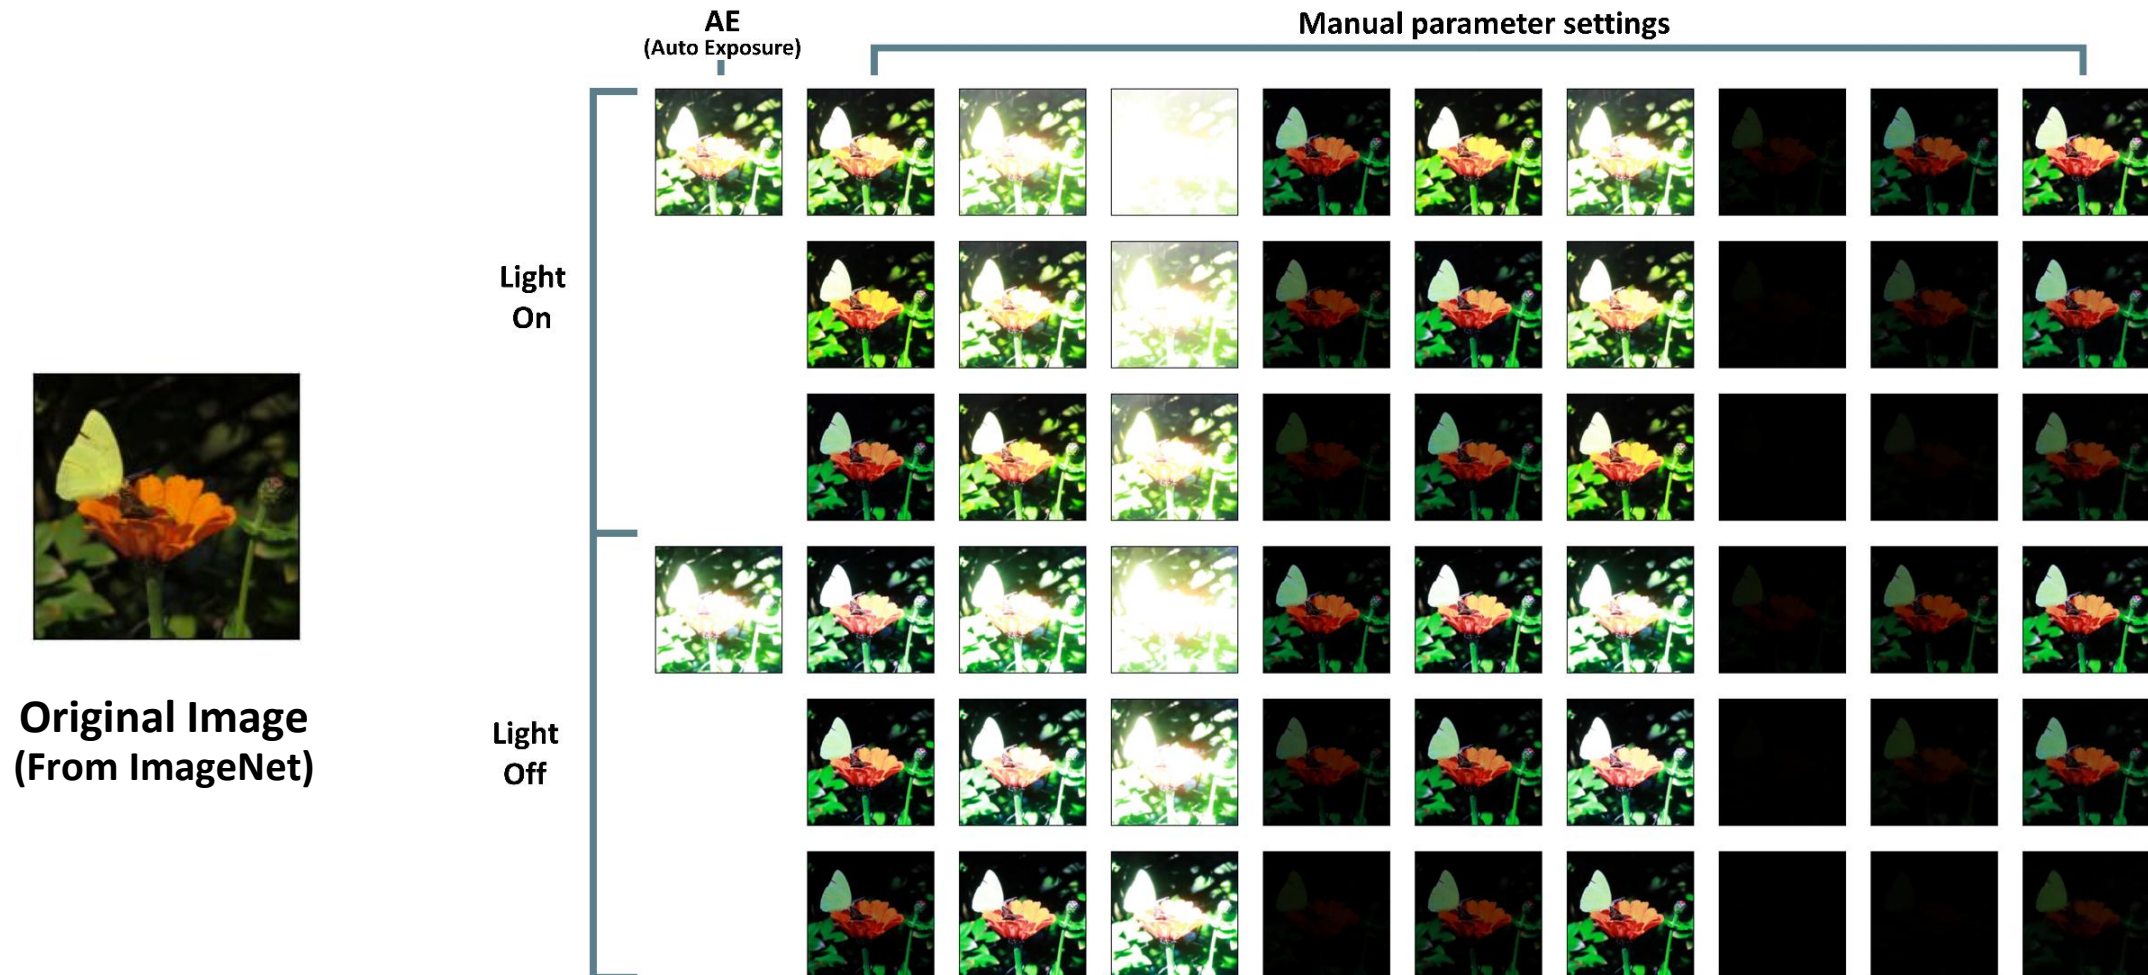 AE
(Auto Exposure)
Manual parameter settings
Light
On
Original Image
(From ImageNet)
Light
Off